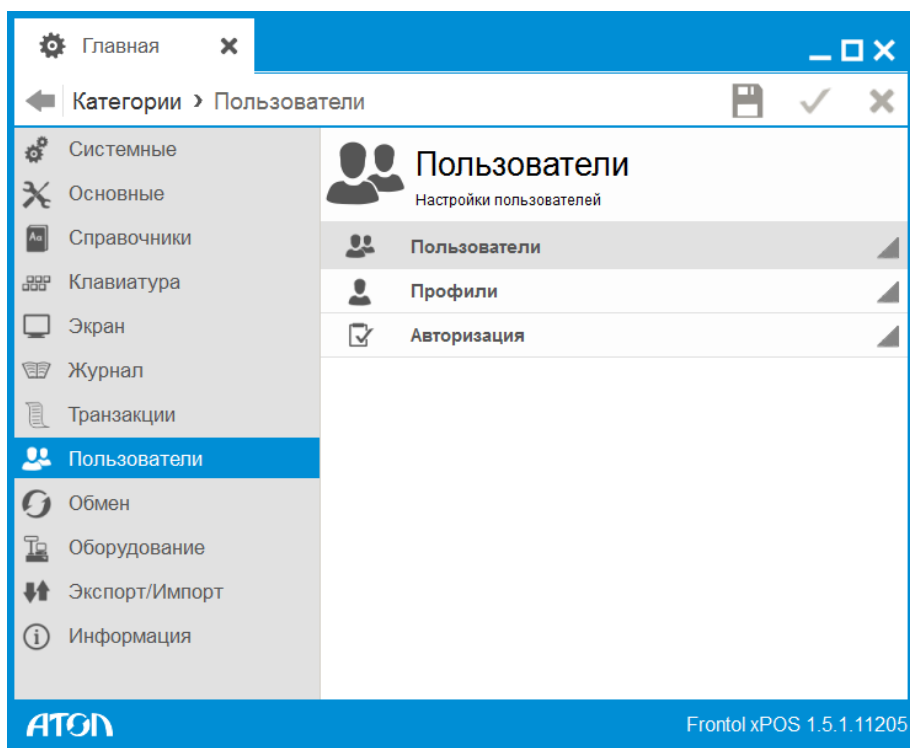 Главная
Категории › Пользователи
Системные
Основные
Справочники
Клавиатура
Экран
Журнал
Транзакции
Пользователи
Обмен
Оборудование
Экспорт/Импорт
Информация
Пользователи
Настройки пользователей
Пользователи
Профили
Авторизация
АТОЛ
Frontol xPOS 1.5.1.11205